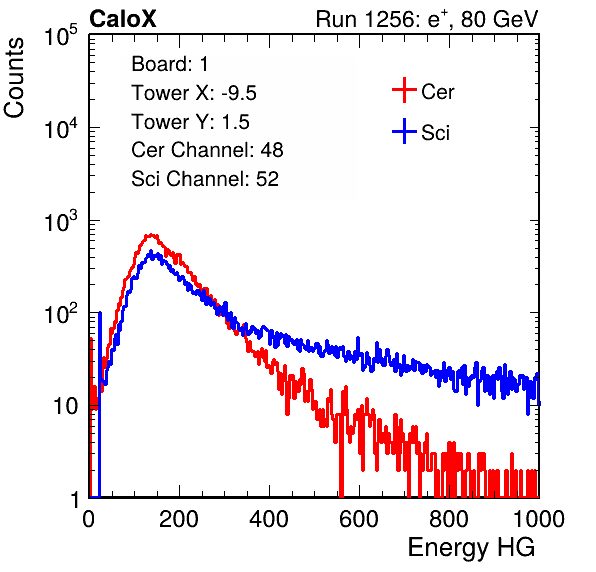 CaloX Run 1256: e⁺, 80 GeV
Counts
10⁵
10⁴
10³
10²
10
1
Board: 1
Tower X: -9.5
Tower Y: 1.5
Cer Channel: 48
Sci Channel: 52
Cer
Sci
0 200 400 600 800 1000
Energy HG